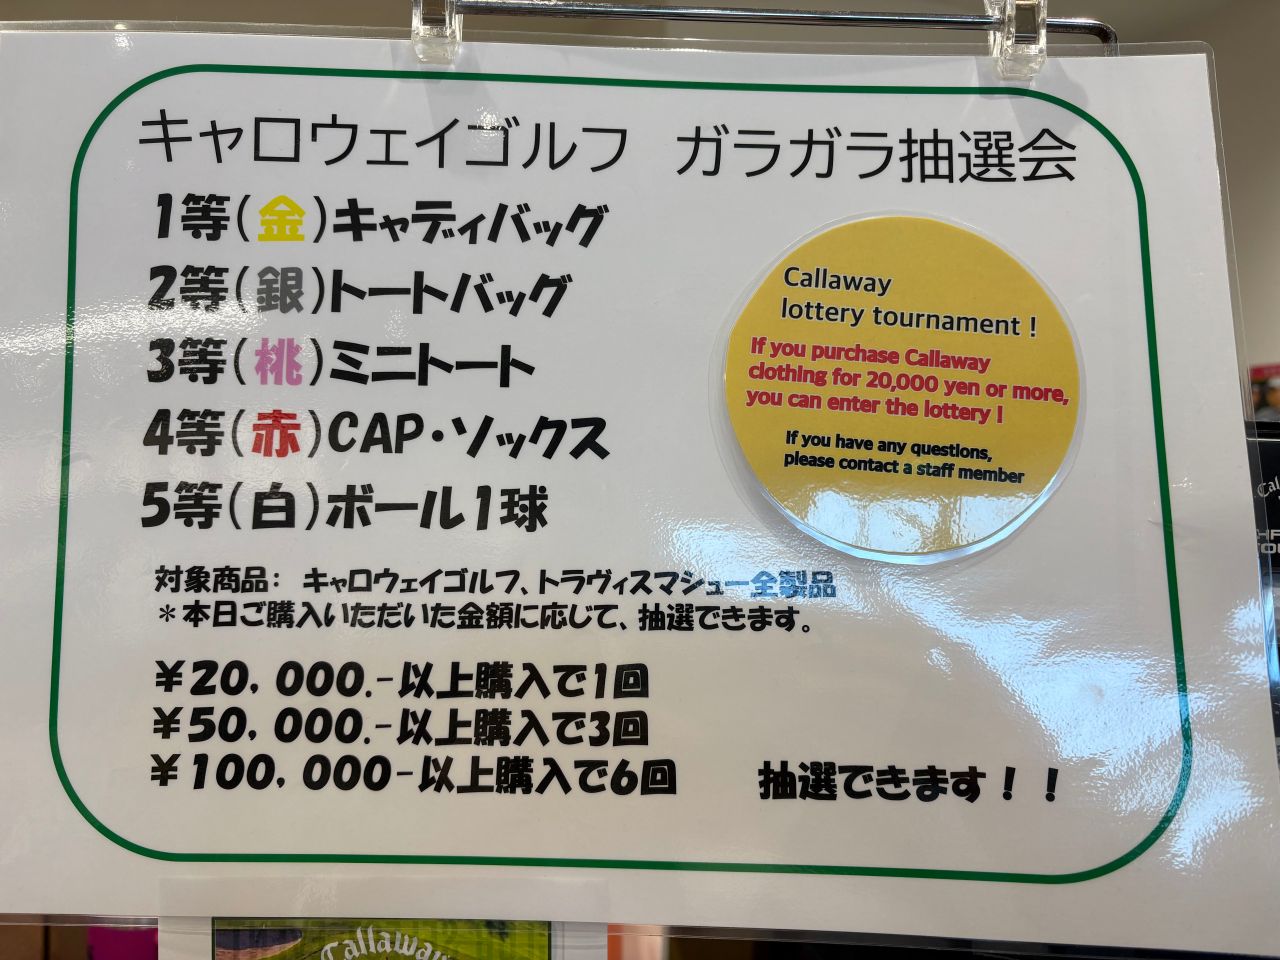 キャロウェイゴルフ ガラガラ抽選会
1等(金)キャディバッグ
2等(銀)トートバッグ
3等(桃)ミニトート
4等(赤)CAP・ソックス
5等(白)ボール1球
Callaway
lottery tournament !
If you purchase Callaway
clothing for 20,000 yen or more,
you can enter the lottery !
If you have any questions,
please contact a staff member
対象商品： キャロウェイゴルフ、トラヴィスマシュー全製品
＊本日ご購入いただいた金額に応じて、抽選できます。
￥20，000.-以上購入で1回
￥50，000.-以上購入で3回
￥100，000-以上購入で6回 抽選できます！！
Callaway